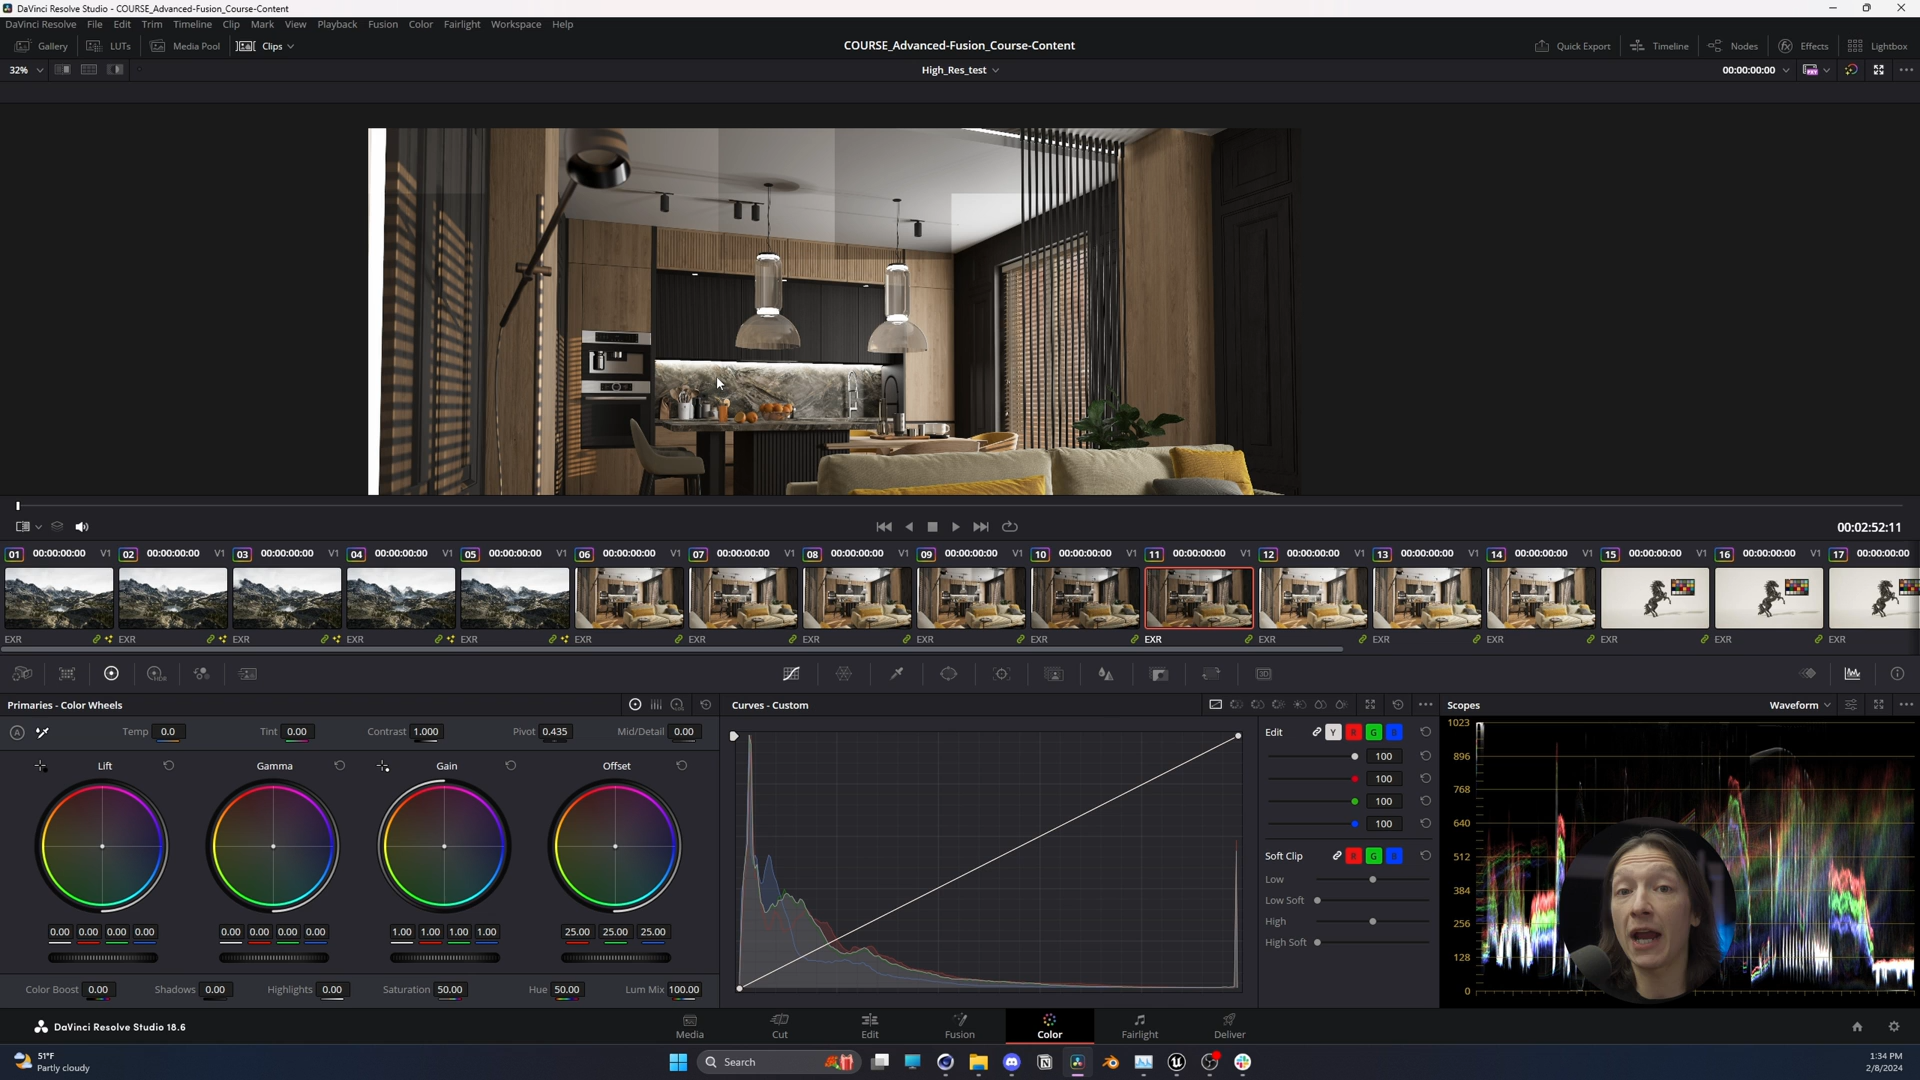 DaVinci Resolve Studio - COURSE_Advanced-Fusion_Course-Content
DaVinci Resolve File Edit Trim Timeline Clip Mark View Playback Fusion Color Fairlight Workspace Help
Gallery LUTs Media Pool Clips COURSE_Advanced-Fusion_Course-Content Quick Export Timeline Nodes Effects Lightbox
32% High_Res_test 00:00:00:00
00:02:52:11
01 00:00:00:00 V1 02 00:00:00:00 V1 03 00:00:00:00 V1 04 00:00:00:00 V1 05 00:00:00:00 V1 06 00:00:00:00 V1 07 00:00:00:00 V1 08 00:00:00:00 V1 09 00:00:00:00 V1 10 00:00:00:00 V1 11 00:00:00:00 V1 12 00:00:00:00 V1 13 00:00:00:00 V1 14 00:00:00:00 V1 15 00:00:00:00 V1 16 00:00:00:00 V1 17 00:00:00:00
EXR EXR EXR EXR EXR EXR EXR EXR EXR EXR EXR EXR EXR EXR EXR EXR EXR
Primaries - Color Wheels
Temp 0.0 Tint 0.00 Contrast 1.000 Pivot 0.435 Mid/Detail 0.00
Lift Gamma Gain Offset
0.00 0.00 0.00 0.00 0.00 0.00 0.00 0.00 1.00 1.00 1.00 1.00 25.00 25.00 25.00
Color Boost 0.00 Shadows 0.00 Highlights 0.00 Saturation 50.00 Hue 50.00 Lum Mix 100.00
Curves - Custom
Edit Y R G B
100
100
100
100
Soft Clip R G B
Low
Low Soft
High
High Soft
Scopes Waveform
1023
896
768
640
512
384
256
128
0
DaVinci Resolve Studio 18.6
Media Cut Edit Fusion Color Fairlight Deliver
51°F
Partly cloudy
Search
1:34 PM
2/8/2024